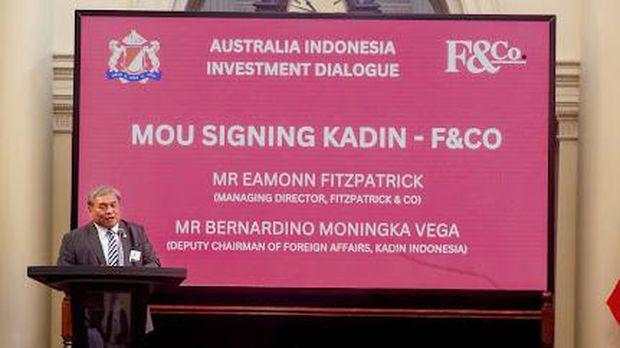 AUSTRALIA INDONESIA
INVESTMENT DIALOGUE
F&Co.
MOU SIGNING KADIN - F&CO
MR EAMONN FITZPATRICK
(MANAGING DIRECTOR, FITZPATRICK & CO)
MR BERNARDINO MONINGKA VEGA
(DEPUTY CHAIRMAN OF FOREIGN AFFAIRS, KADIN INDONESIA)